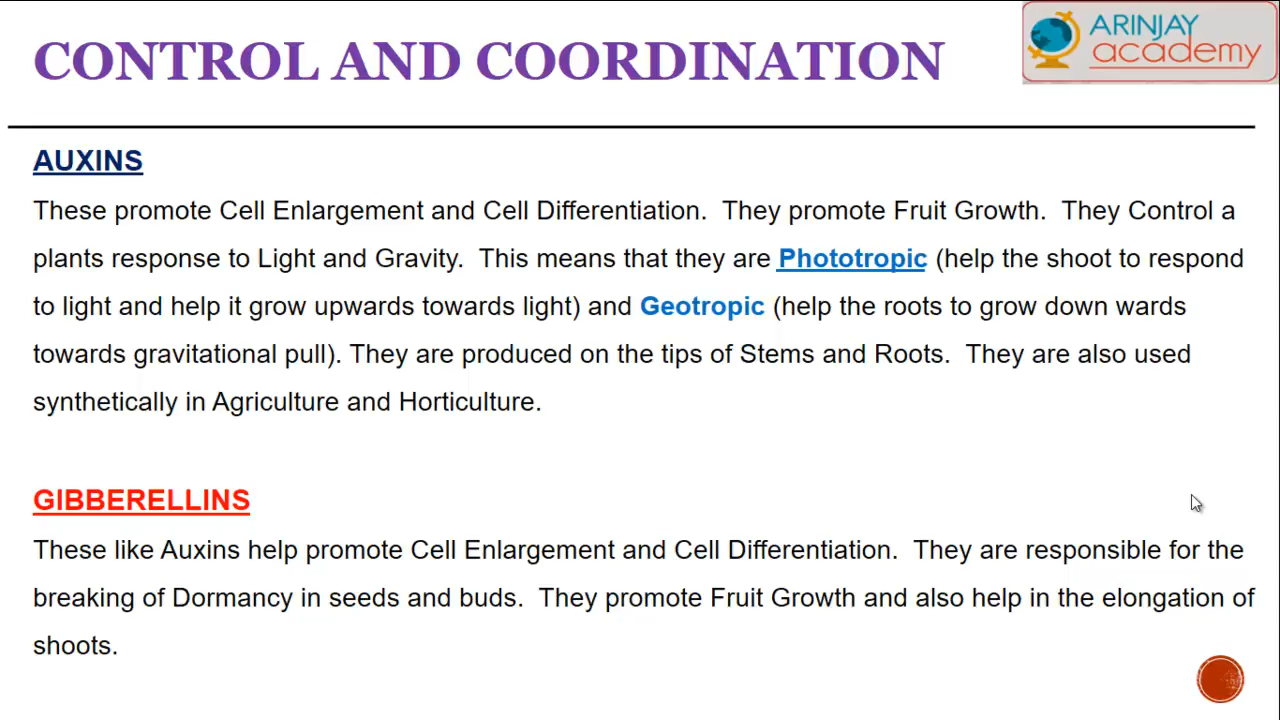 CONTROL AND COORDINATION
ARINJAY
academy
AUXINS
These promote Cell Enlargement and Cell Differentiation.  They promote Fruit Growth.  They Control a
plants response to Light and Gravity.  This means that they are Phototropic (help the shoot to respond
to light and help it grow upwards towards light) and Geotropic (help the roots to grow down wards
towards gravitational pull). They are produced on the tips of Stems and Roots.  They are also used
synthetically in Agriculture and Horticulture.
GIBBERELLINS
These like Auxins help promote Cell Enlargement and Cell Differentiation.  They are responsible for the
breaking of Dormancy in seeds and buds.  They promote Fruit Growth and also help in the elongation of
shoots.